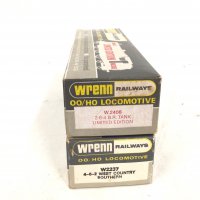 wrenn RAILWAYS
OO/HO LOCOMOTIVE
W2406
2-6-4 B.R. TANK
LIMITED EDITION
wrenn RAILWAYS
OO/HO LOCOMOTIVE
W2237
4-6-2 WEST COUNTRY
SOUTHERN